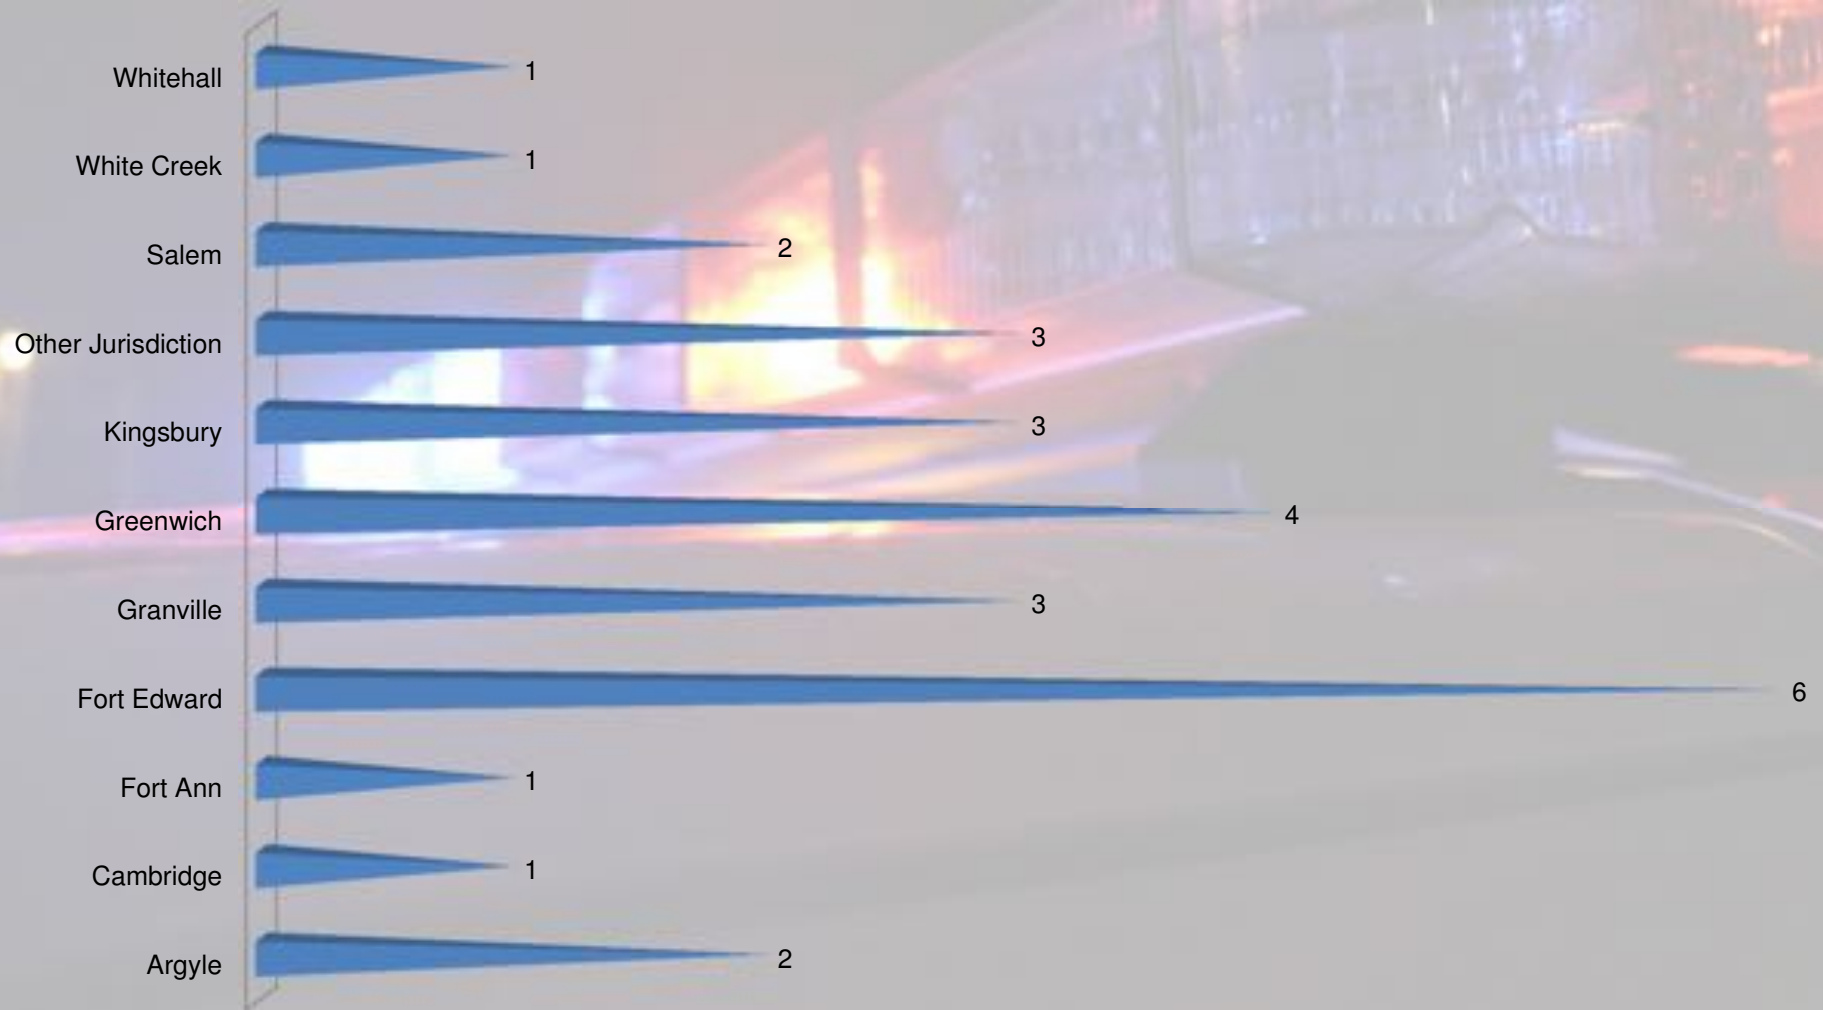 Whitehall 1
White Creek 1
Salem 2
Other Jurisdiction 3
Kingsbury 3
Greenwich 4
Granville 3
Fort Edward 6
Fort Ann 1
Cambridge 1
Argyle 2